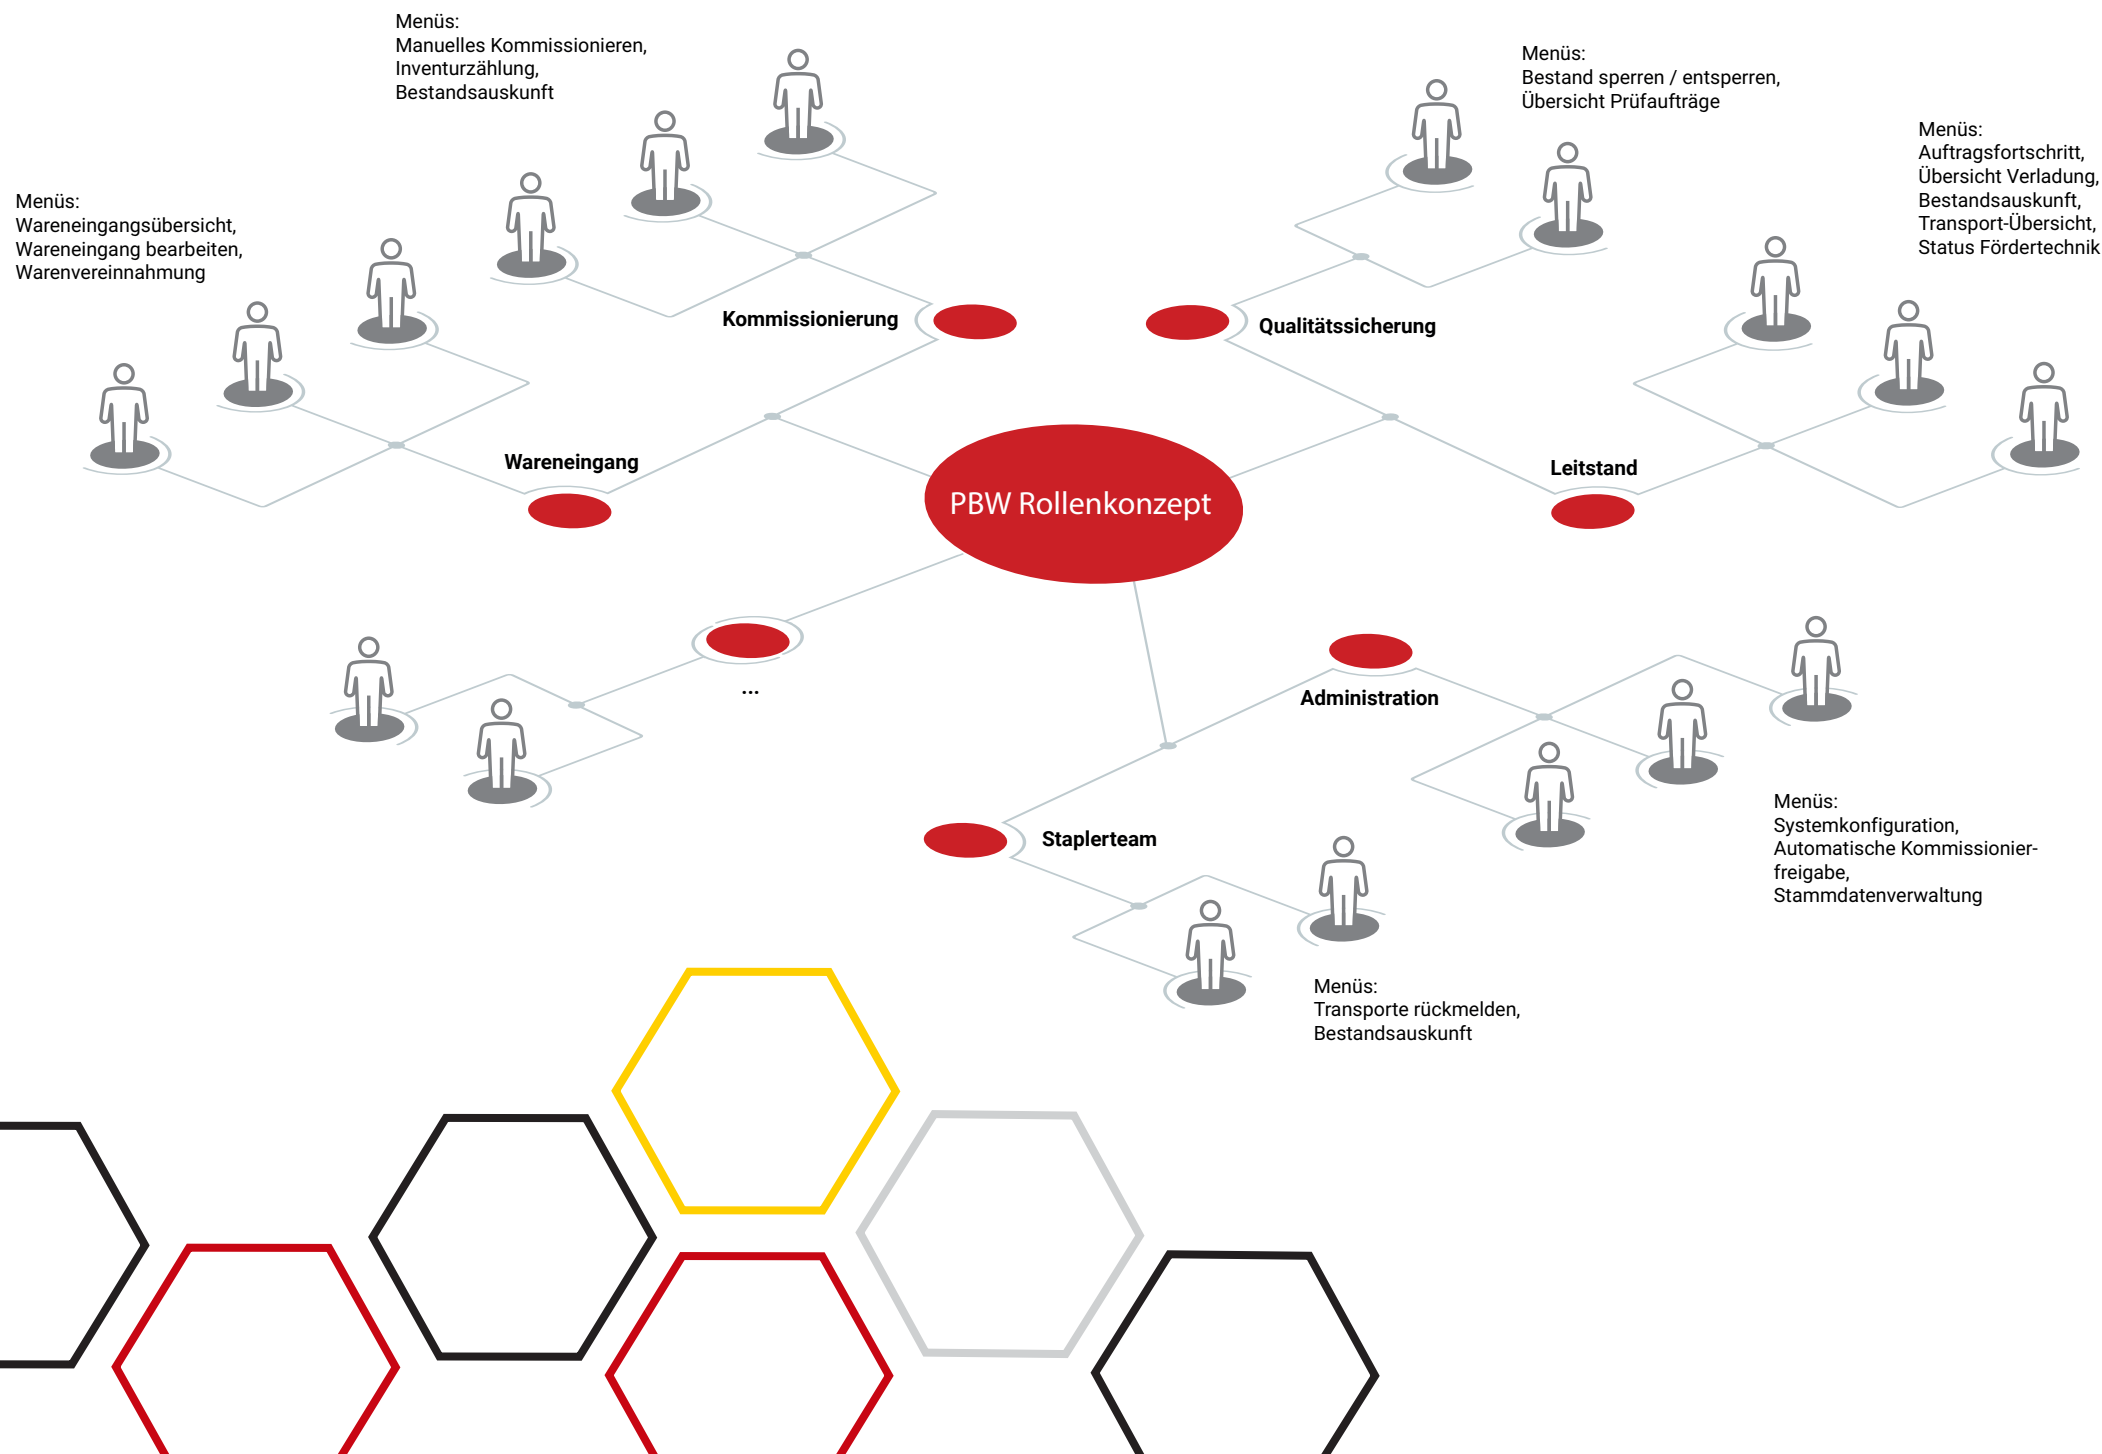 Menüs:
Manuelles Kommissionieren,
Inventurzählung,
Bestandsauskunft
Menüs:
Bestand sperren / entsperren,
Übersicht Prüfaufträge
Menüs:
Auftragsfortschritt,
Übersicht Verladung,
Bestandsauskunft,
Transport-Übersicht,
Status Fördertechnik
Menüs:
Wareneingangsübersicht,
Wareneingang bearbeiten,
Warenvereinnahmung
Kommissionierung
Qualitätssicherung
Wareneingang
Leitstand
PBW Rollenkonzept
...
Administration
Staplerteam
Menüs:
Systemkonfiguration,
Automatische Kommissionier-
freigabe,
Stammdatenverwaltung
Menüs:
Transporte rückmelden,
Bestandsauskunft